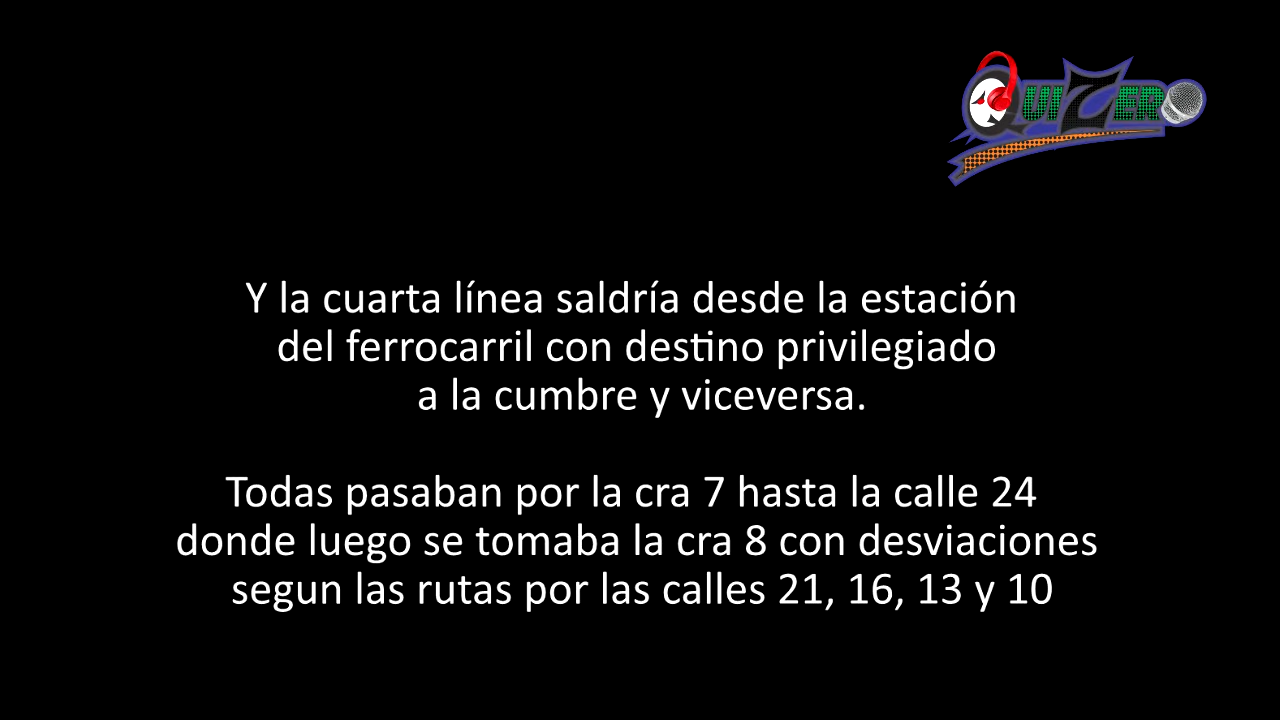 QUIZERO
Y la cuarta línea saldría desde la estación
del ferrocarril con destino privilegiado
a la cumbre y viceversa.
Todas pasaban por la cra 7 hasta la calle 24
donde luego se tomaba la cra 8 con desviaciones
segun las rutas por las calles 21, 16, 13 y 10